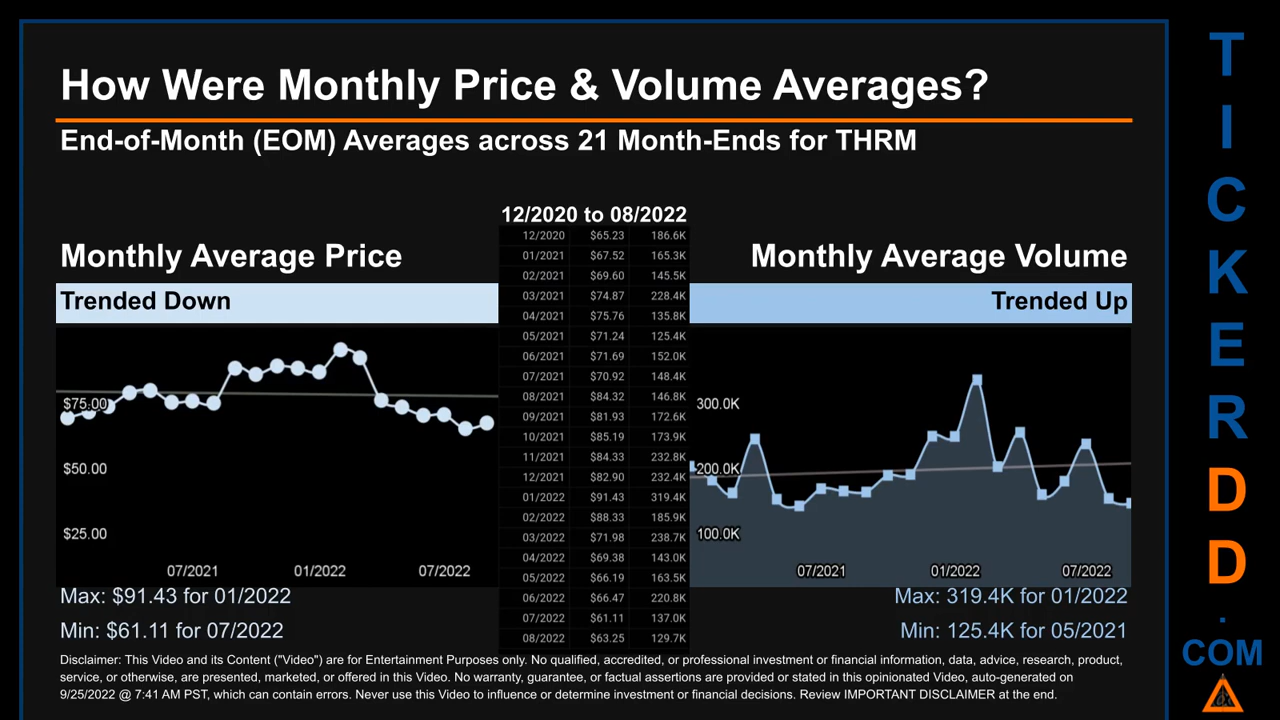 How Were Monthly Price & Volume Averages?
End-of-Month (EOM) Averages across 21 Month-Ends for THRM
12/2020 to 08/2022
Monthly Average Price
Trended Down
$75.00
$50.00
$25.00
07/2021 01/2022 07/2022
Max: $91.43 for 01/2022
Min: $61.11 for 07/2022
12/2020 $65.23 186.6K
01/2021 $67.52 165.3K
02/2021 $69.60 145.5K
03/2021 $74.87 228.4K
04/2021 $75.76 135.8K
05/2021 $71.24 125.4K
06/2021 $71.69 152.0K
07/2021 $70.92 148.4K
08/2021 $84.32 146.8K
09/2021 $81.93 172.6K
10/2021 $85.19 173.9K
11/2021 $84.33 232.8K
12/2021 $82.90 232.4K
01/2022 $91.43 319.4K
02/2022 $88.33 185.9K
03/2022 $71.98 238.7K
04/2022 $69.38 143.0K
05/2022 $66.19 163.5K
06/2022 $66.47 220.8K
07/2022 $61.11 137.0K
08/2022 $63.25 129.7K
Monthly Average Volume
Trended Up
300.0K
200.0K
100.0K
07/2021 01/2022 07/2022
Max: 319.4K for 01/2022
Min: 125.4K for 05/2021
Disclaimer: This Video and its Content ("Video") are for Entertainment Purposes only. No qualified, accredited, or professional investment or financial information, data, advice, research, product,
service, or otherwise, are presented, marketed, or offered in this Video. No warranty, guarantee, or factual assertions are provided or stated in this opinionated Video, auto-generated on
9/25/2022 @ 7:41 AM PST, which can contain errors. Never use this Video to influence or determine investment or financial decisions. Review IMPORTANT DISCLAIMER at the end.
T
I
C
K
E
R
D
D
.
COM